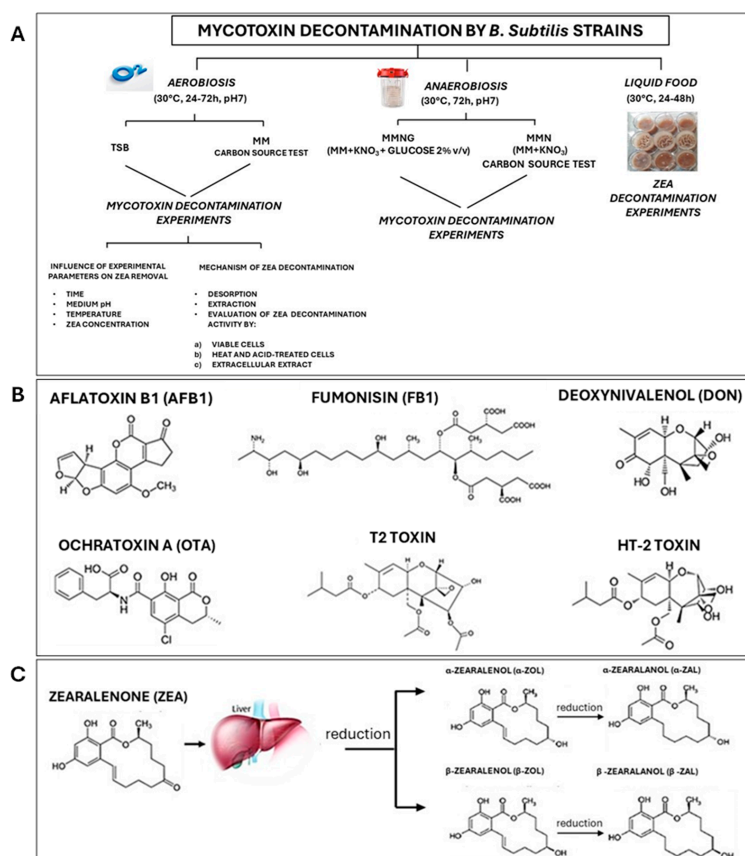 A
MYCOTOXIN DECONTAMINATION BY B. Subtilis STRAINS
AEROBIOSIS
(30°C, 24-72h, pH7)
ANAEROBIOSIS
(30°C, 72h, pH7)
LIQUID FOOD
(30°C, 24-48h)
TSB
MM
CARBON SOURCE TEST
MMNG
(MM+KNO₃ + GLUCOSE 2% v/v)
MMN
(MM+KNO₃)
CARBON SOURCE TEST
ZEA
DECONTAMINATION
EXPERIMENTS
MYCOTOXIN DECONTAMINATION
EXPERIMENTS
MYCOTOXIN DECONTAMINATION
EXPERIMENTS
INFLUENCE OF EXPERIMENTAL
PARAMETERS ON ZEA REMOVAL
• TIME
• MEDIUM pH
• TEMPERATURE
• ZEA CONCENTRATION
MECHANISM OF ZEA DECONTAMINATION
• DESORPTION
• EXTRACTION
• EVALUATION OF ZEA DECONTAMINATION
ACTIVITY BY:
a) VIABLE CELLS
b) HEAT AND ACID-TREATED CELLS
c) EXTRACELLULAR EXTRACT
B
AFLATOXIN B1 (AFB1)
FUMONISIN (FB1)
DEOXYNIVALENOL (DON)
OCHRATOXIN A (OTA)
T2 TOXIN
HT-2 TOXIN
C
ZEARALENONE (ZEA)
Liver
reduction
α-ZEARALENOL (α-ZOL)
reduction
α-ZEARALANOL (α-ZAL)
β-ZEARALENOL (β-ZOL)
reduction
β -ZEARALANOL (β-ZAL)